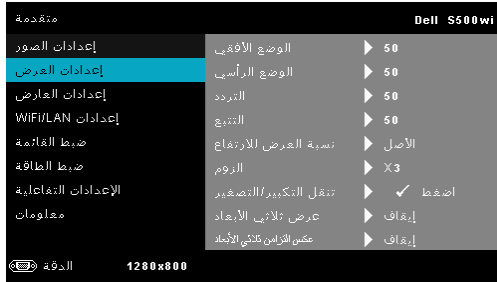 متقدمة
Dell S500wi
إعدادات الصور
إعدادات العرض
إعدادات العارض
إعدادات WiFi/LAN
ضبط القائمة
ضبط الطاقة
الإعدادات التفاعلية
معلومات
الوضع الأفقي 50
الوضع الرأسي 50
التردد 50
التتبع 50
نسبة العرض للارتفاع الأصل
الزوم X3
تنقل التكبير/التصغير اضغط
عرض ثلاثي الأبعاد إيقاف
عكس التزامن ثلاثي الأبعاد إيقاف
الدقة 1280x800